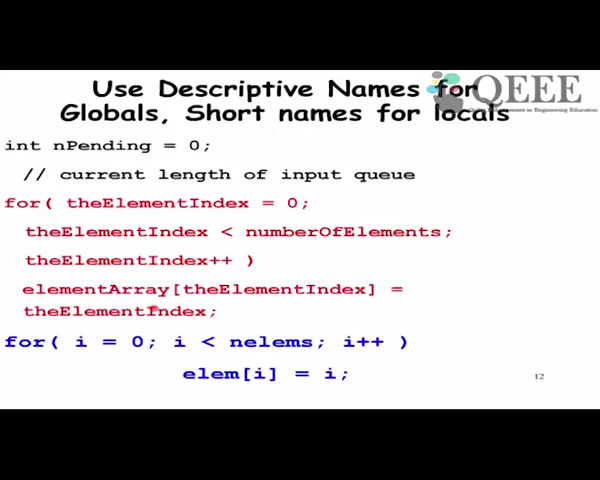 Use Descriptive Names for
Globals, Short names for locals
QEEE
int nPending = 0;
// current length of input queue
for( theElementIndex = 0;
theElementIndex < numberOfElements;
theElementIndex++ )
elementArray[theElementIndex] =
theElementIndex;
for( i = 0; i < nelems; i++ )
elem[i] = i;
12